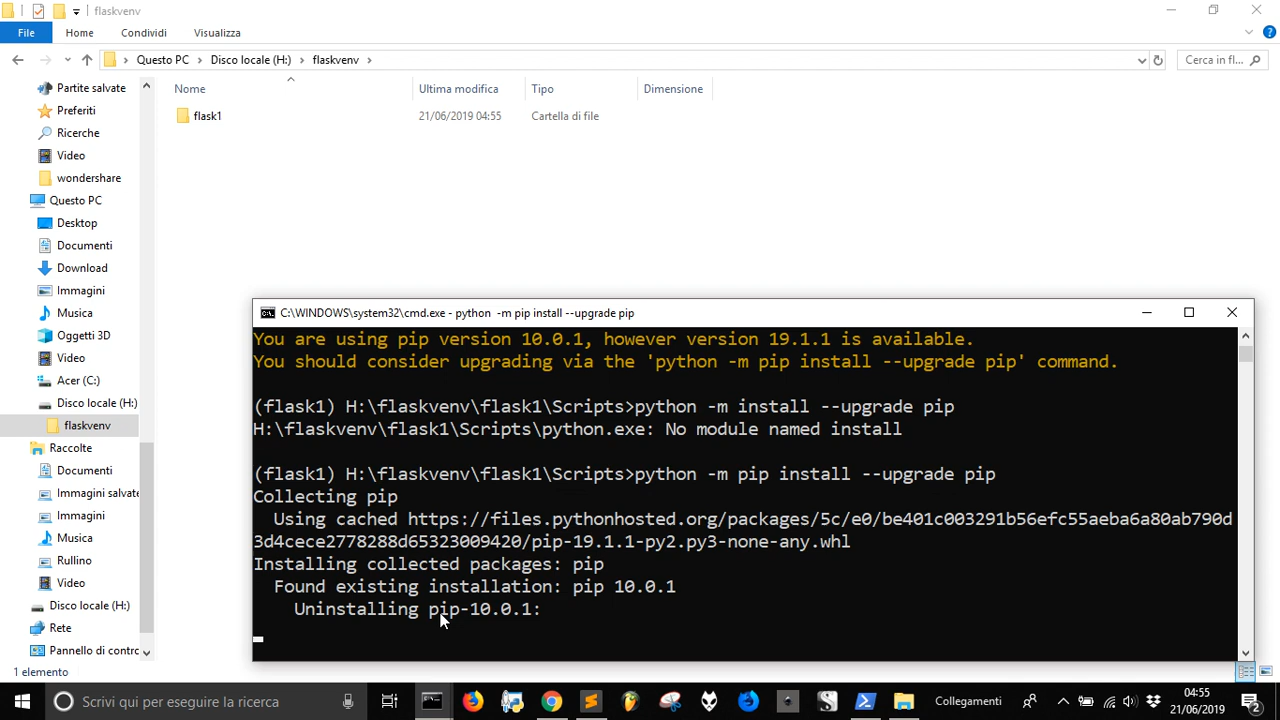 flaskvenv
File
Home
Condividi
Visualizza
Questo PC
Disco locale (H:)
flaskvenv
Cerca in fl...
Nome
Ultima modifica
Tipo
Dimensione
flask1
21/06/2019 04:55
Cartella di file
Partite salvate
Preferiti
Ricerche
Video
wondershare
Questo PC
Desktop
Documenti
Download
Immagini
Musica
Oggetti 3D
Video
Acer (C:)
Disco locale (H:)
flaskvenv
Raccolte
Documenti
Immagini salvate
Immagini
Musica
Rullino
Video
Disco locale (H:)
Rete
Pannello di contro
1 elemento
C:\WINDOWS\system32\cmd.exe - python  -m pip install --upgrade pip
You are using pip version 10.0.1, however version 19.1.1 is available.
You should consider upgrading via the 'python -m pip install --upgrade pip' command.
(flask1) H:\flaskvenv\flask1\Scripts>python -m install --upgrade pip
H:\flaskvenv\flask1\Scripts\python.exe: No module named install
(flask1) H:\flaskvenv\flask1\Scripts>python -m pip install --upgrade pip
Collecting pip
Using cached https://files.pythonhosted.org/packages/5c/e0/be401c003291b56efc55aeba6a80ab790d
3d4cece2778288d65323009420/pip-19.1.1-py2.py3-none-any.whl
Installing collected packages: pip
Found existing installation: pip 10.0.1
Uninstalling pip-10.0.1:
Scrivi qui per eseguire la ricerca
Collegamenti
04:55
21/06/2019
2